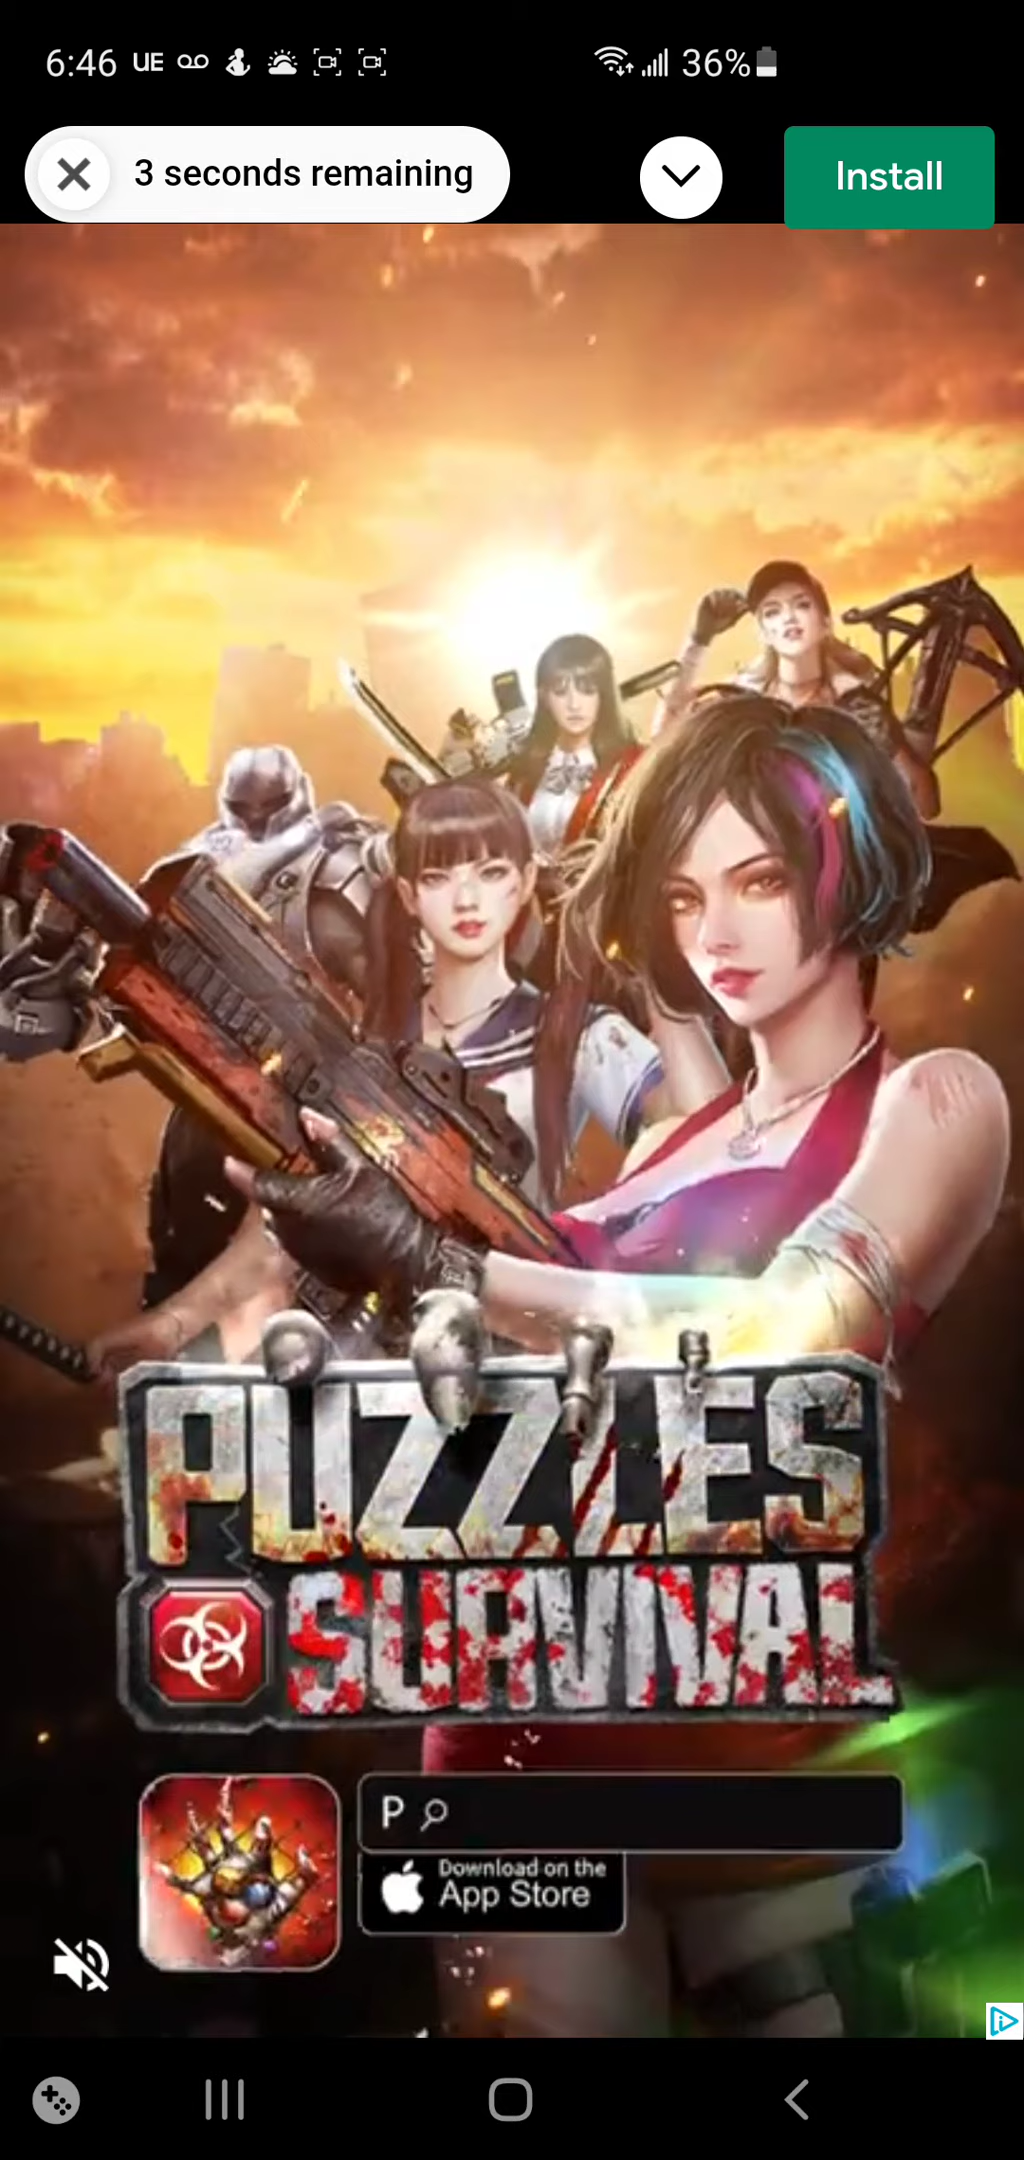 6:46 UE 36%
3 seconds remaining
Install
PUZZLES
SURVIVAL
P
Download on the
App Store